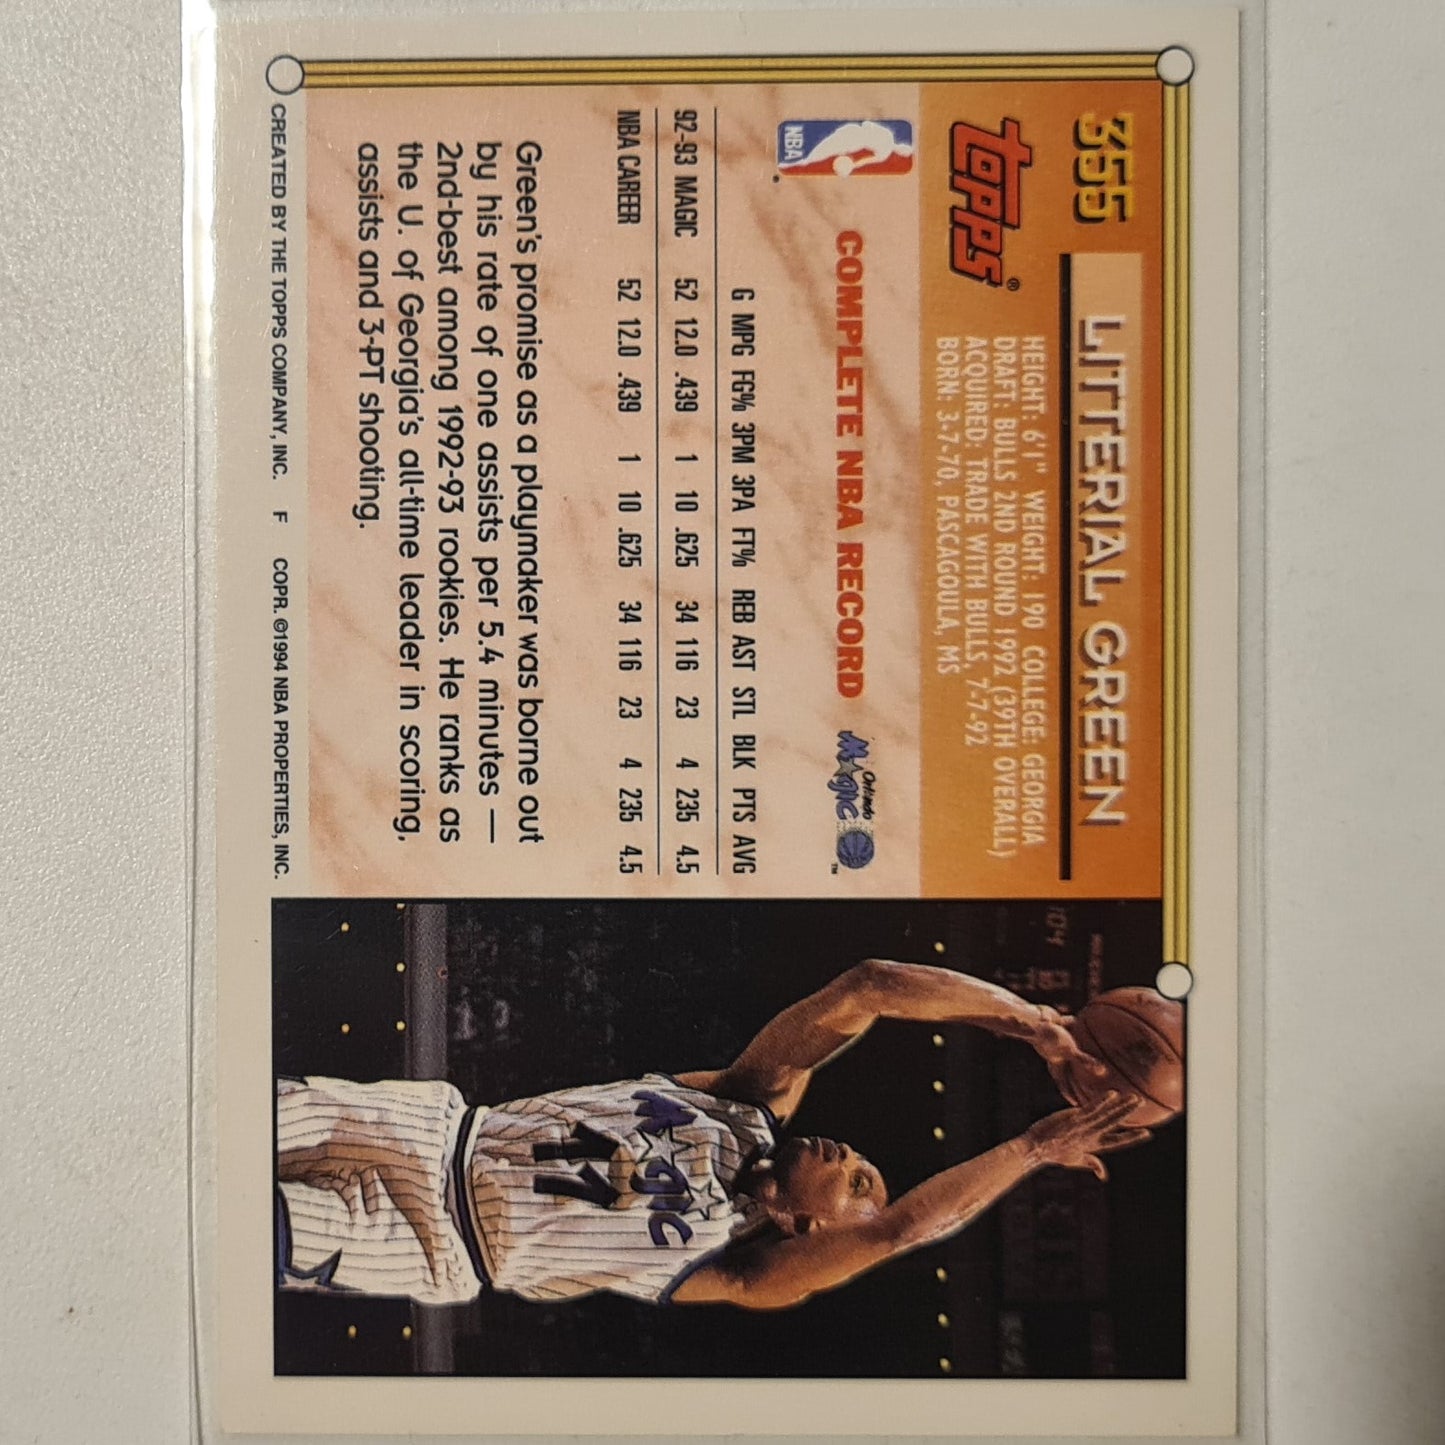 355
LITTERIAL GREEN
TOPPS®
HEIGHT: 6'1" WEIGHT: 190 COLLEGE: GEORGIA
DRAFT: BULLS 2ND ROUND 1992 (39TH OVERALL)
ACQUIRED: TRADE WITH BULLS, 7-7-92
BORN: 3-7-70, PASCAGOULA, MS
NBA
COMPLETE NBA RECORD
Orlando
Magic
™
G MPG FG% 3PM 3PA FT% REB AST STL BLK PTS AVG
92-93 MAGIC 52 12.0 .439 1 10 .625 34 116 23 4 235 4.5
NBA CAREER 52 12.0 .439 1 10 .625 34 116 23 4 235 4.5
Green's promise as a playmaker was borne out
by his rate of one assists per 5.4 minutes —
2nd-best among 1992-93 rookies. He ranks as
the U. of Georgia's all-time leader in scoring,
assists and 3-PT shooting.
CREATED BY THE TOPPS COMPANY, INC. F COPR. ©1994 NBA PROPERTIES, INC.
MAGIC
11